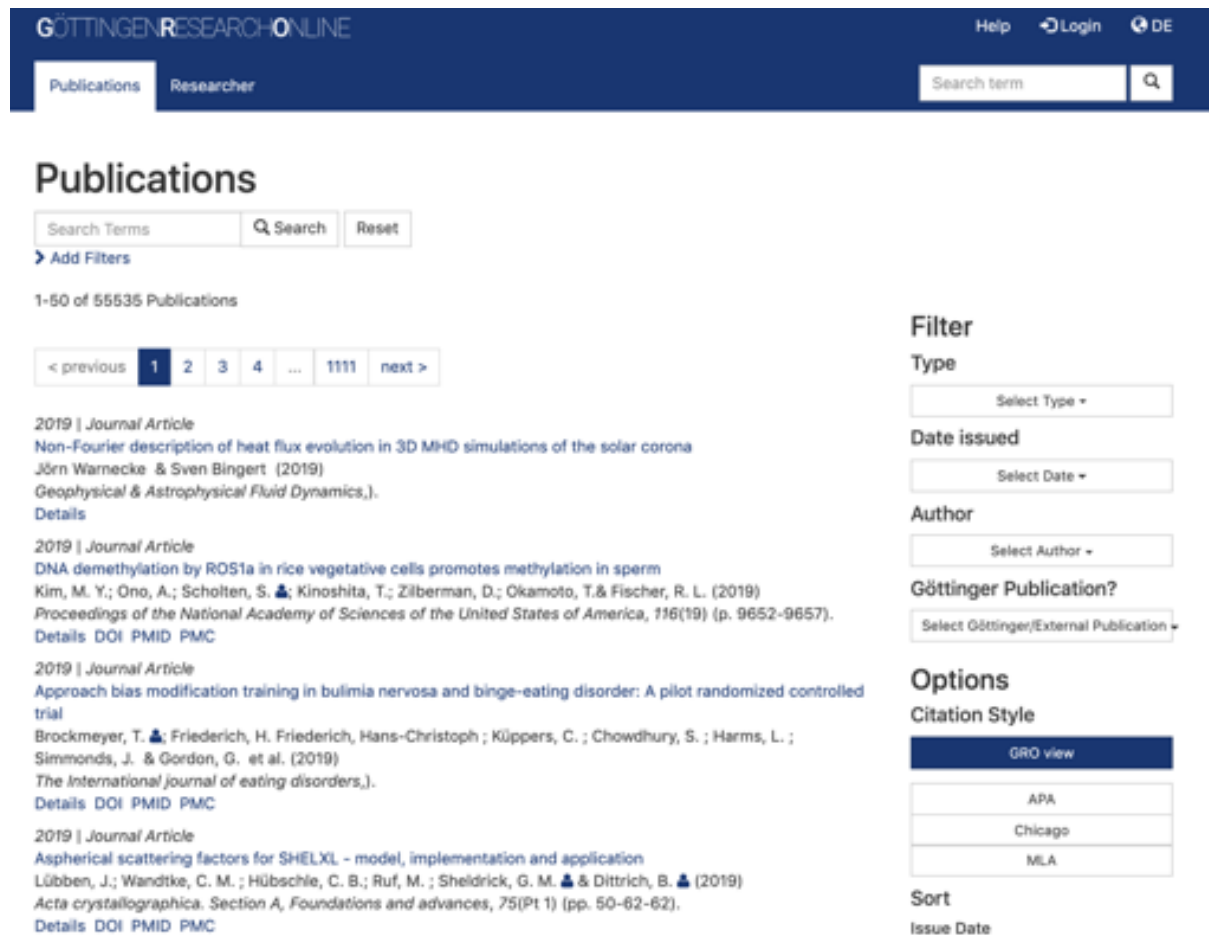 GÖTTINGENRESEARCHONLINE
Help Login DE
Publications Researcher
Search term
Publications
Search Terms Search Reset
Add Filters
1-50 of 55535 Publications
< previous 1 2 3 4 ... 1111 next >
2019 | Journal Article
Non-Fourier description of heat flux evolution in 3D MHD simulations of the solar corona
Jörn Warnecke & Sven Bingert (2019)
Geophysical & Astrophysical Fluid Dynamics,).
Details
2019 | Journal Article
DNA demethylation by ROS1a in rice vegetative cells promotes methylation in sperm
Kim, M. Y.; Ono, A.; Scholten, S. ; Kinoshita, T.; Zilberman, D.; Okamoto, T.& Fischer, R. L. (2019)
Proceedings of the National Academy of Sciences of the United States of America, 116(19) (p. 9652-9657).
Details DOI PMID PMC
2019 | Journal Article
Approach bias modification training in bulimia nervosa and binge-eating disorder: A pilot randomized controlled
trial
Brockmeyer, T. ; Friederich, H. Friederich, Hans-Christoph ; Küppers, C. ; Chowdhury, S. ; Harms, L. ;
Simmonds, J. & Gordon, G. et al. (2019)
The International journal of eating disorders,).
Details DOI PMID PMC
2019 | Journal Article
Aspherical scattering factors for SHELXL - model, implementation and application
Lübben, J.; Wandtke, C. M. ; Hübschle, C. B.; Ruf, M. ; Sheldrick, G. M. & Dittrich, B. (2019)
Acta crystallographica. Section A, Foundations and advances, 75(Pt 1) (pp. 50-62-62).
Details DOI PMID PMC
Filter
Type
Select Type
Date issued
Select Date
Author
Select Author
Göttinger Publication?
Select Göttinger/External Publication
Options
Citation Style
GRO view
APA
Chicago
MLA
Sort
Issue Date